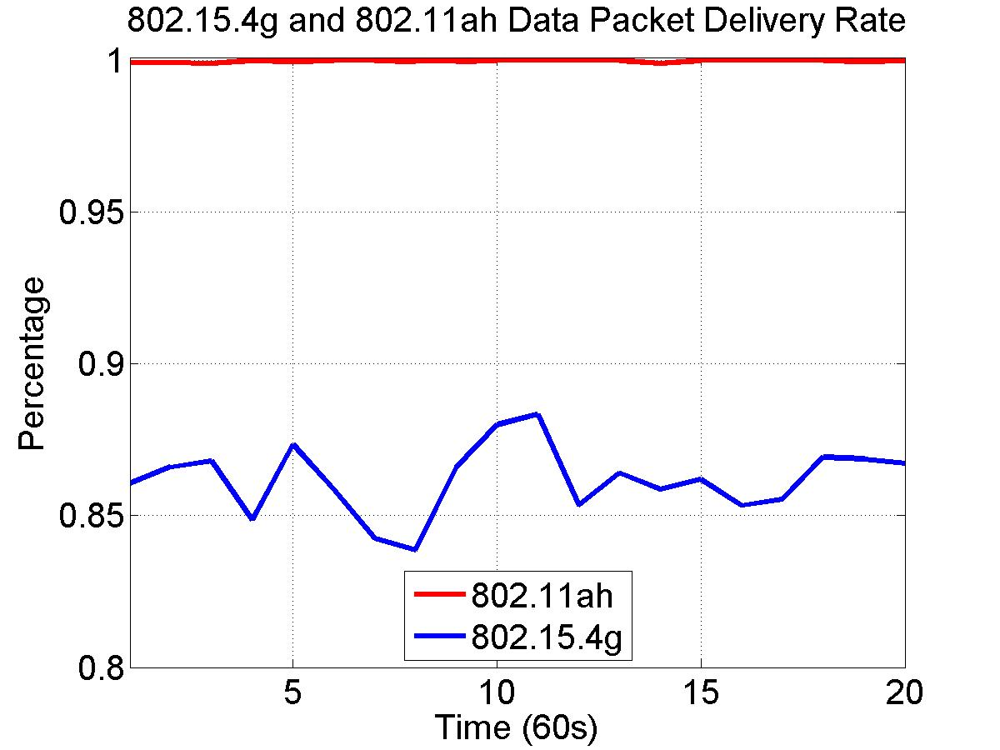 802.15.4g and 802.11ah Data Packet Delivery Rate
1
0.95
0.9
0.85
0.8
Percentage
802.11ah
802.15.4g
5 10 15 20
Time (60s)